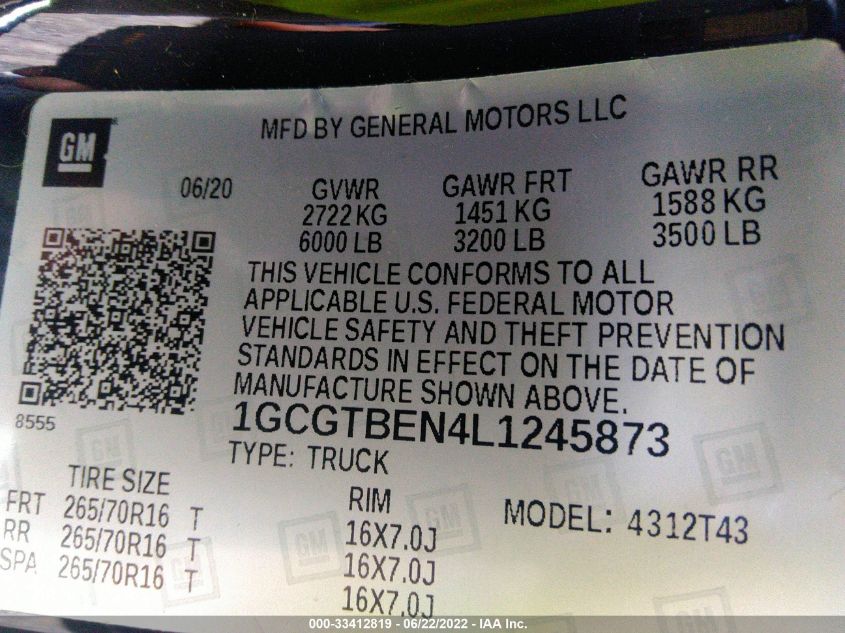 GM
MFD BY GENERAL MOTORS LLC
06/20 GVWR GAWR FRT GAWR RR
2722 KG 1451 KG 1588 KG
6000 LB 3200 LB 3500 LB
THIS VEHICLE CONFORMS TO ALL
APPLICABLE U.S. FEDERAL MOTOR
VEHICLE SAFETY AND THEFT PREVENTION
STANDARDS IN EFFECT ON THE DATE OF
MANUFACTURE SHOWN ABOVE.
8555
1GCGTBEN4L1245873
TYPE: TRUCK
TIRE SIZE RIM MODEL: 4312T43
FRT 265/70R16 T 16X7.0J
RR 265/70R16 T 16X7.0J
SPA 265/70R16 T 16X7.0J
000-33412819 - 06/22/2022 - IAA Inc.